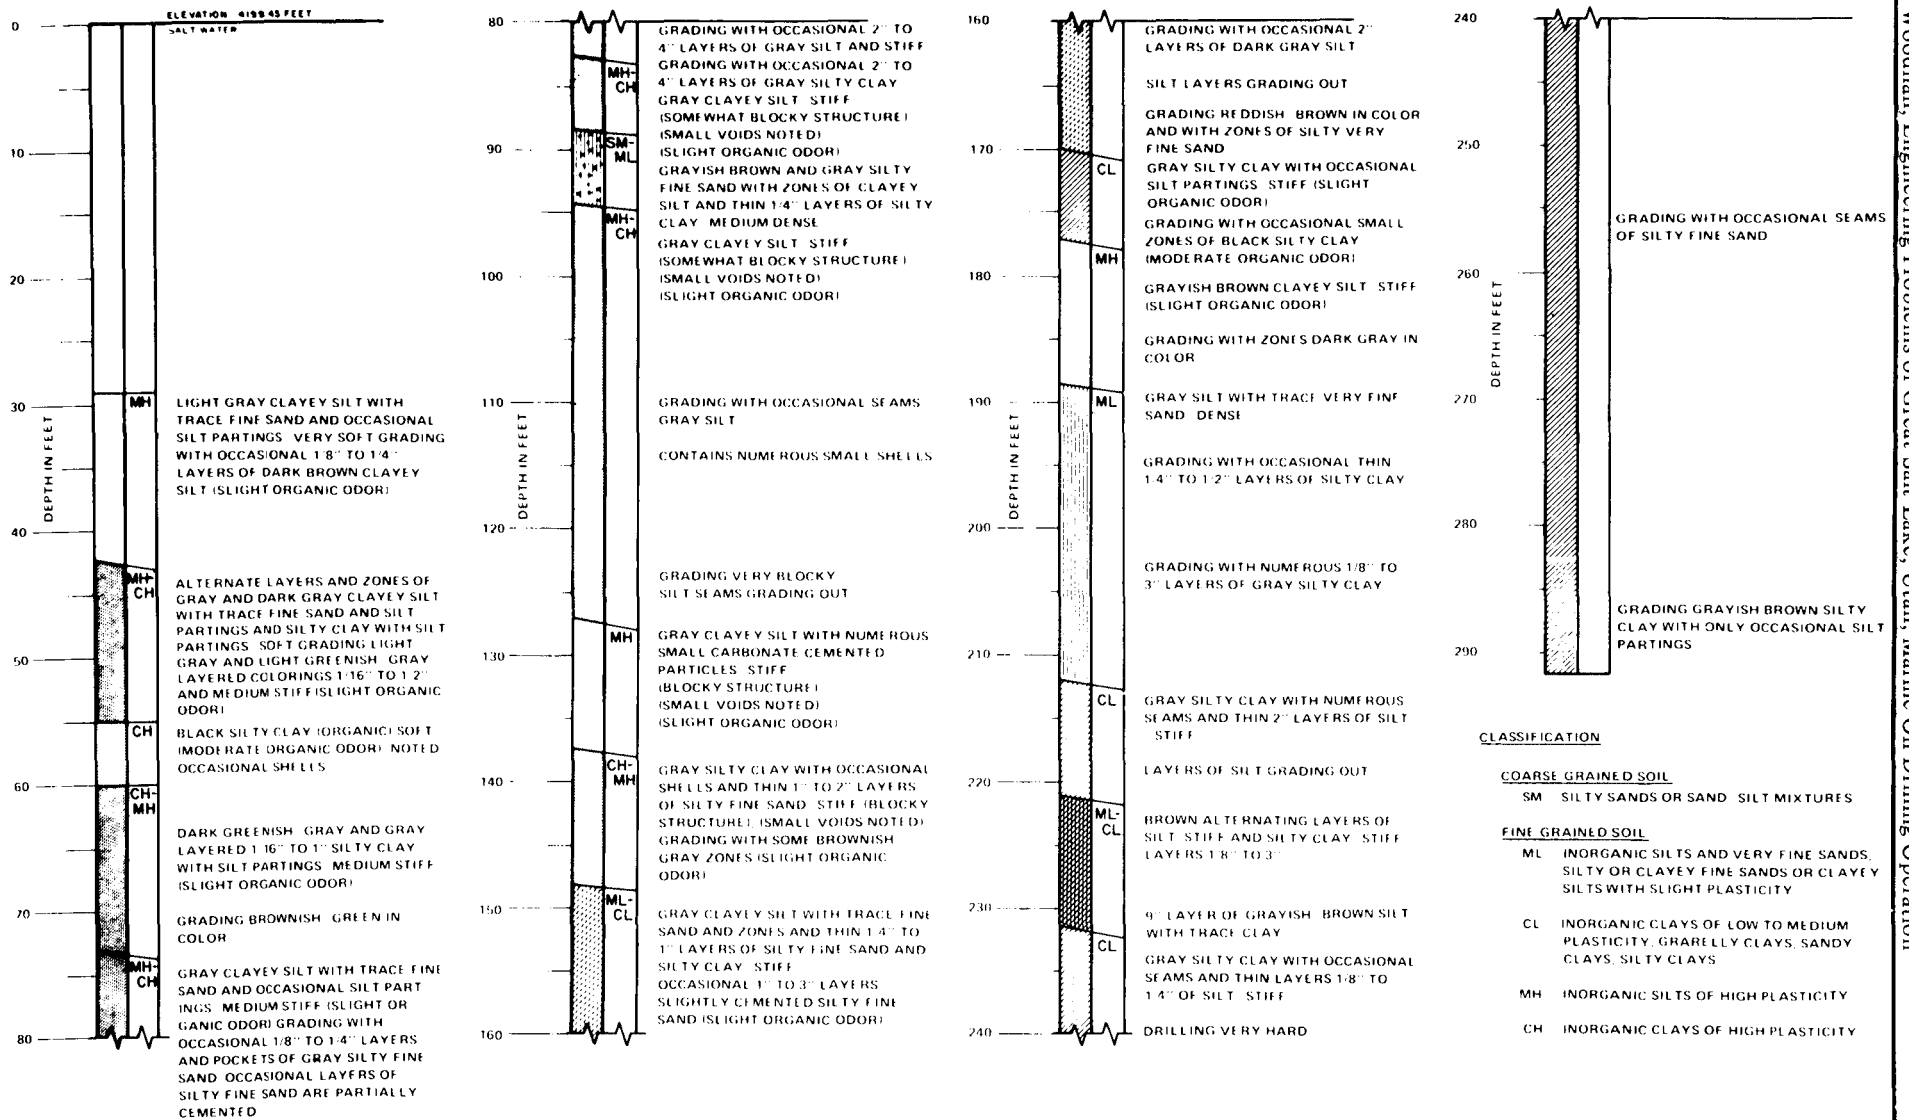 ELEVATION 4199.45 FEET
SALT WATER
0
10
20
30
40
50
60
70
80
DEPTH IN FEET
MH
LIGHT GRAY CLAYEY SILT WITH
TRACE FINE SAND AND OCCASIONAL
SILT PARTINGS VERY SOFT GRADING
WITH OCCASIONAL 1/8" TO 1/4"
LAYERS OF DARK BROWN CLAYEY
SILT (SLIGHT ORGANIC ODOR)
MH-
CH
ALTERNATE LAYERS AND ZONES OF
GRAY AND DARK GRAY CLAYEY SILT
WITH TRACE FINE SAND AND SILT
PARTINGS AND SILTY CLAY WITH SILT
PARTINGS SOFT GRADING LIGHT
GRAY AND LIGHT GREENISH GRAY
LAYERED COLORINGS 1/16" TO 1/2"
AND MEDIUM STIFF (SLIGHT ORGANIC
ODOR)
CH
BLACK SILTY CLAY (ORGANIC) SOFT
(MODERATE ORGANIC ODOR) NOTED
OCCASIONAL SHELLS
CH-
MH
DARK GREENISH GRAY AND GRAY
LAYERED 1/16" TO 1" SILTY CLAY
WITH SILT PARTINGS MEDIUM STIFF
(SLIGHT ORGANIC ODOR)
GRADING BROWNISH GREEN IN
COLOR
MH-
CH
GRAY CLAYEY SILT WITH TRACE FINE
SAND AND OCCASIONAL SILT PART
INGS MEDIUM STIFF (SLIGHT OR
GANIC ODOR) GRADING WITH
OCCASIONAL 1/8" TO 1/4" LAYERS
AND POCKETS OF GRAY SILTY FINE
SAND OCCASIONAL LAYERS OF
SILTY FINE SAND ARE PARTIALLY
CEMENTED
80
90
100
110
120
130
140
150
160
DEPTH IN FEET
GRADING WITH OCCASIONAL 2" TO
4" LAYERS OF GRAY SILT AND STIFF
GRADING WITH OCCASIONAL 2" TO
4" LAYERS OF GRAY SILTY CLAY
MH-
CH
GRAY CLAYEY SILT STIFF
(SOMEWHAT BLOCKY STRUCTURE)
(SMALL VOIDS NOTED)
(SLIGHT ORGANIC ODOR)
SM-
ML
GRAYISH BROWN AND GRAY SILTY
FINE SAND WITH ZONES OF CLAYEY
SILT AND THIN 1/4" LAYERS OF SILTY
CLAY MEDIUM DENSE
MH-
CH
GRAY CLAYEY SILT STIFF
(SOMEWHAT BLOCKY STRUCTURE)
(SMALL VOIDS NOTED)
(SLIGHT ORGANIC ODOR)
GRADING WITH OCCASIONAL SEAMS
GRAY SILT
CONTAINS NUMEROUS SMALL SHELLS
GRADING VERY BLOCKY
SILT SEAMS GRADING OUT
MH
GRAY CLAYEY SILT WITH NUMEROUS
SMALL CARBONATE CEMENTED
PARTICLES STIFF
(BLOCKY STRUCTURE)
(SMALL VOIDS NOTED)
(SLIGHT ORGANIC ODOR)
CH-
MH
GRAY SILTY CLAY WITH OCCASIONAL
SHELLS AND THIN 1" TO 2" LAYERS
OF SILTY FINE SAND STIFF (BLOCKY
STRUCTURE), (SMALL VOIDS NOTED)
GRADING WITH SOME BROWNISH
GRAY ZONES (SLIGHT ORGANIC
ODOR)
ML-
CL
GRAY CLAYEY SILT WITH TRACE FINE
SAND AND ZONES AND THIN 1/4" TO
1" LAYERS OF SILTY FINE SAND AND
SILTY CLAY STIFF
OCCASIONAL 1" TO 3" LAYERS
SLIGHTLY CEMENTED SILTY FINE
SAND (SLIGHT ORGANIC ODOR)
160
170
180
190
200
210
220
230
240
DEPTH IN FEET
GRADING WITH OCCASIONAL 2"
LAYERS OF DARK GRAY SILT
SILT LAYERS GRADING OUT
GRADING REDDISH BROWN IN COLOR
AND WITH ZONES OF SILTY VERY
FINE SAND
CL
GRAY SILTY CLAY WITH OCCASIONAL
SILT PARTINGS STIFF (SLIGHT
ORGANIC ODOR)
GRADING WITH OCCASIONAL SMALL
ZONES OF BLACK SILTY CLAY
(MODERATE ORGANIC ODOR)
MH
GRAYISH BROWN CLAYEY SILT STIFF
(SLIGHT ORGANIC ODOR)
GRADING WITH ZONES DARK GRAY IN
COLOR
ML
GRAY SILT WITH TRACE VERY FINE
SAND DENSE
GRADING WITH OCCASIONAL THIN
1/4" TO 1/2" LAYERS OF SILTY CLAY
GRADING WITH NUMEROUS 1/8" TO
3" LAYERS OF GRAY SILTY CLAY
CL
GRAY SILTY CLAY WITH NUMEROUS
SEAMS AND THIN 2" LAYERS OF SILT
STIFF
LAYERS OF SILT GRADING OUT
ML-
CL
BROWN ALTERNATING LAYERS OF
SILT STIFF AND SILTY CLAY STIFF
LAYERS 1/8" TO 3"
9" LAYER OF GRAYISH BROWN SILT
WITH TRACE CLAY
CL
GRAY SILTY CLAY WITH OCCASIONAL
SEAMS AND THIN LAYERS 1/8" TO
1/4" OF SILT STIFF
DRILLING VERY HARD
240
250
260
270
280
290
DEPTH IN FEET
GRADING WITH OCCASIONAL SEAMS
OF SILTY FINE SAND
GRADING GRAYISH BROWN SILTY
CLAY WITH ONLY OCCASIONAL SILT
PARTINGS
CLASSIFICATION
COARSE GRAINED SOIL
SM SILTY SANDS OR SAND SILT MIXTURES
FINE GRAINED SOIL
ML INORGANIC SILTS AND VERY FINE SANDS,
SILTY OR CLAYEY FINE SANDS OR CLAYEY
SILTS WITH SLIGHT PLASTICITY
CL INORGANIC CLAYS OF LOW TO MEDIUM
PLASTICITY, GRARELLY CLAYS, SANDY
CLAYS, SILTY CLAYS
MH INORGANIC SILTS OF HIGH PLASTICITY
CH INORGANIC CLAYS OF HIGH PLASTICITY
Engineering Problems of Great Salt Lake, Utah, Marine Oil Drilling Operation